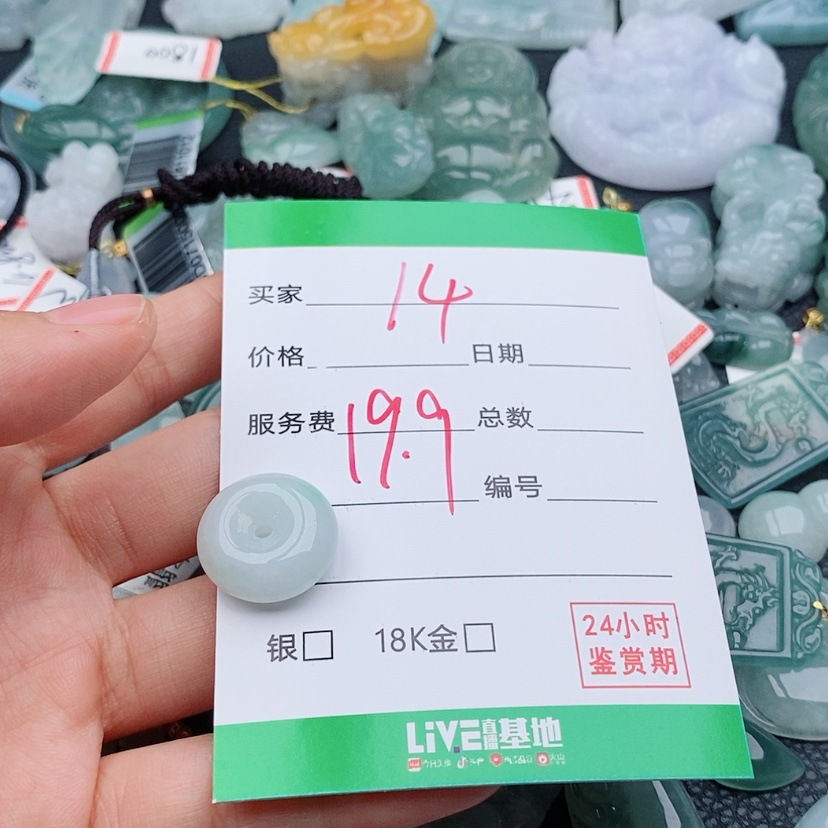 1500
买家 14
价格 日期
服务费 19.9 总数
编号
银□ 18K金□
24小时
鉴赏期
LIVE直播基地